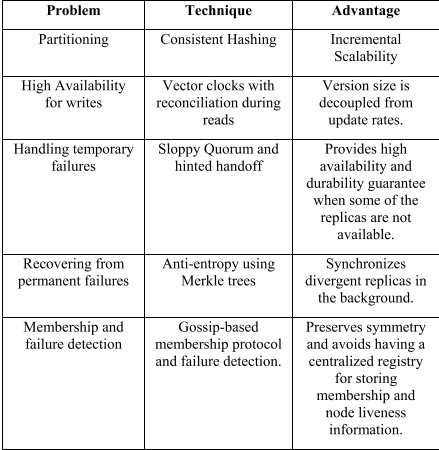 Problem Technique Advantage
Partitioning Consistent Hashing Incremental
Scalability
High Availability
for writes
Vector clocks with
reconciliation during
reads
Version size is
decoupled from
update rates.
Handling temporary
failures
Sloppy Quorum and
hinted handoff
Provides high
availability and
durability guarantee
when some of the
replicas are not
available.
Recovering from
permanent failures
Anti-entropy using
Merkle trees
Synchronizes
divergent replicas in
the background.
Membership and
failure detection
Gossip-based
membership protocol
and failure detection.
Preserves symmetry
and avoids having a
centralized registry
for storing
membership and
node liveness
information.